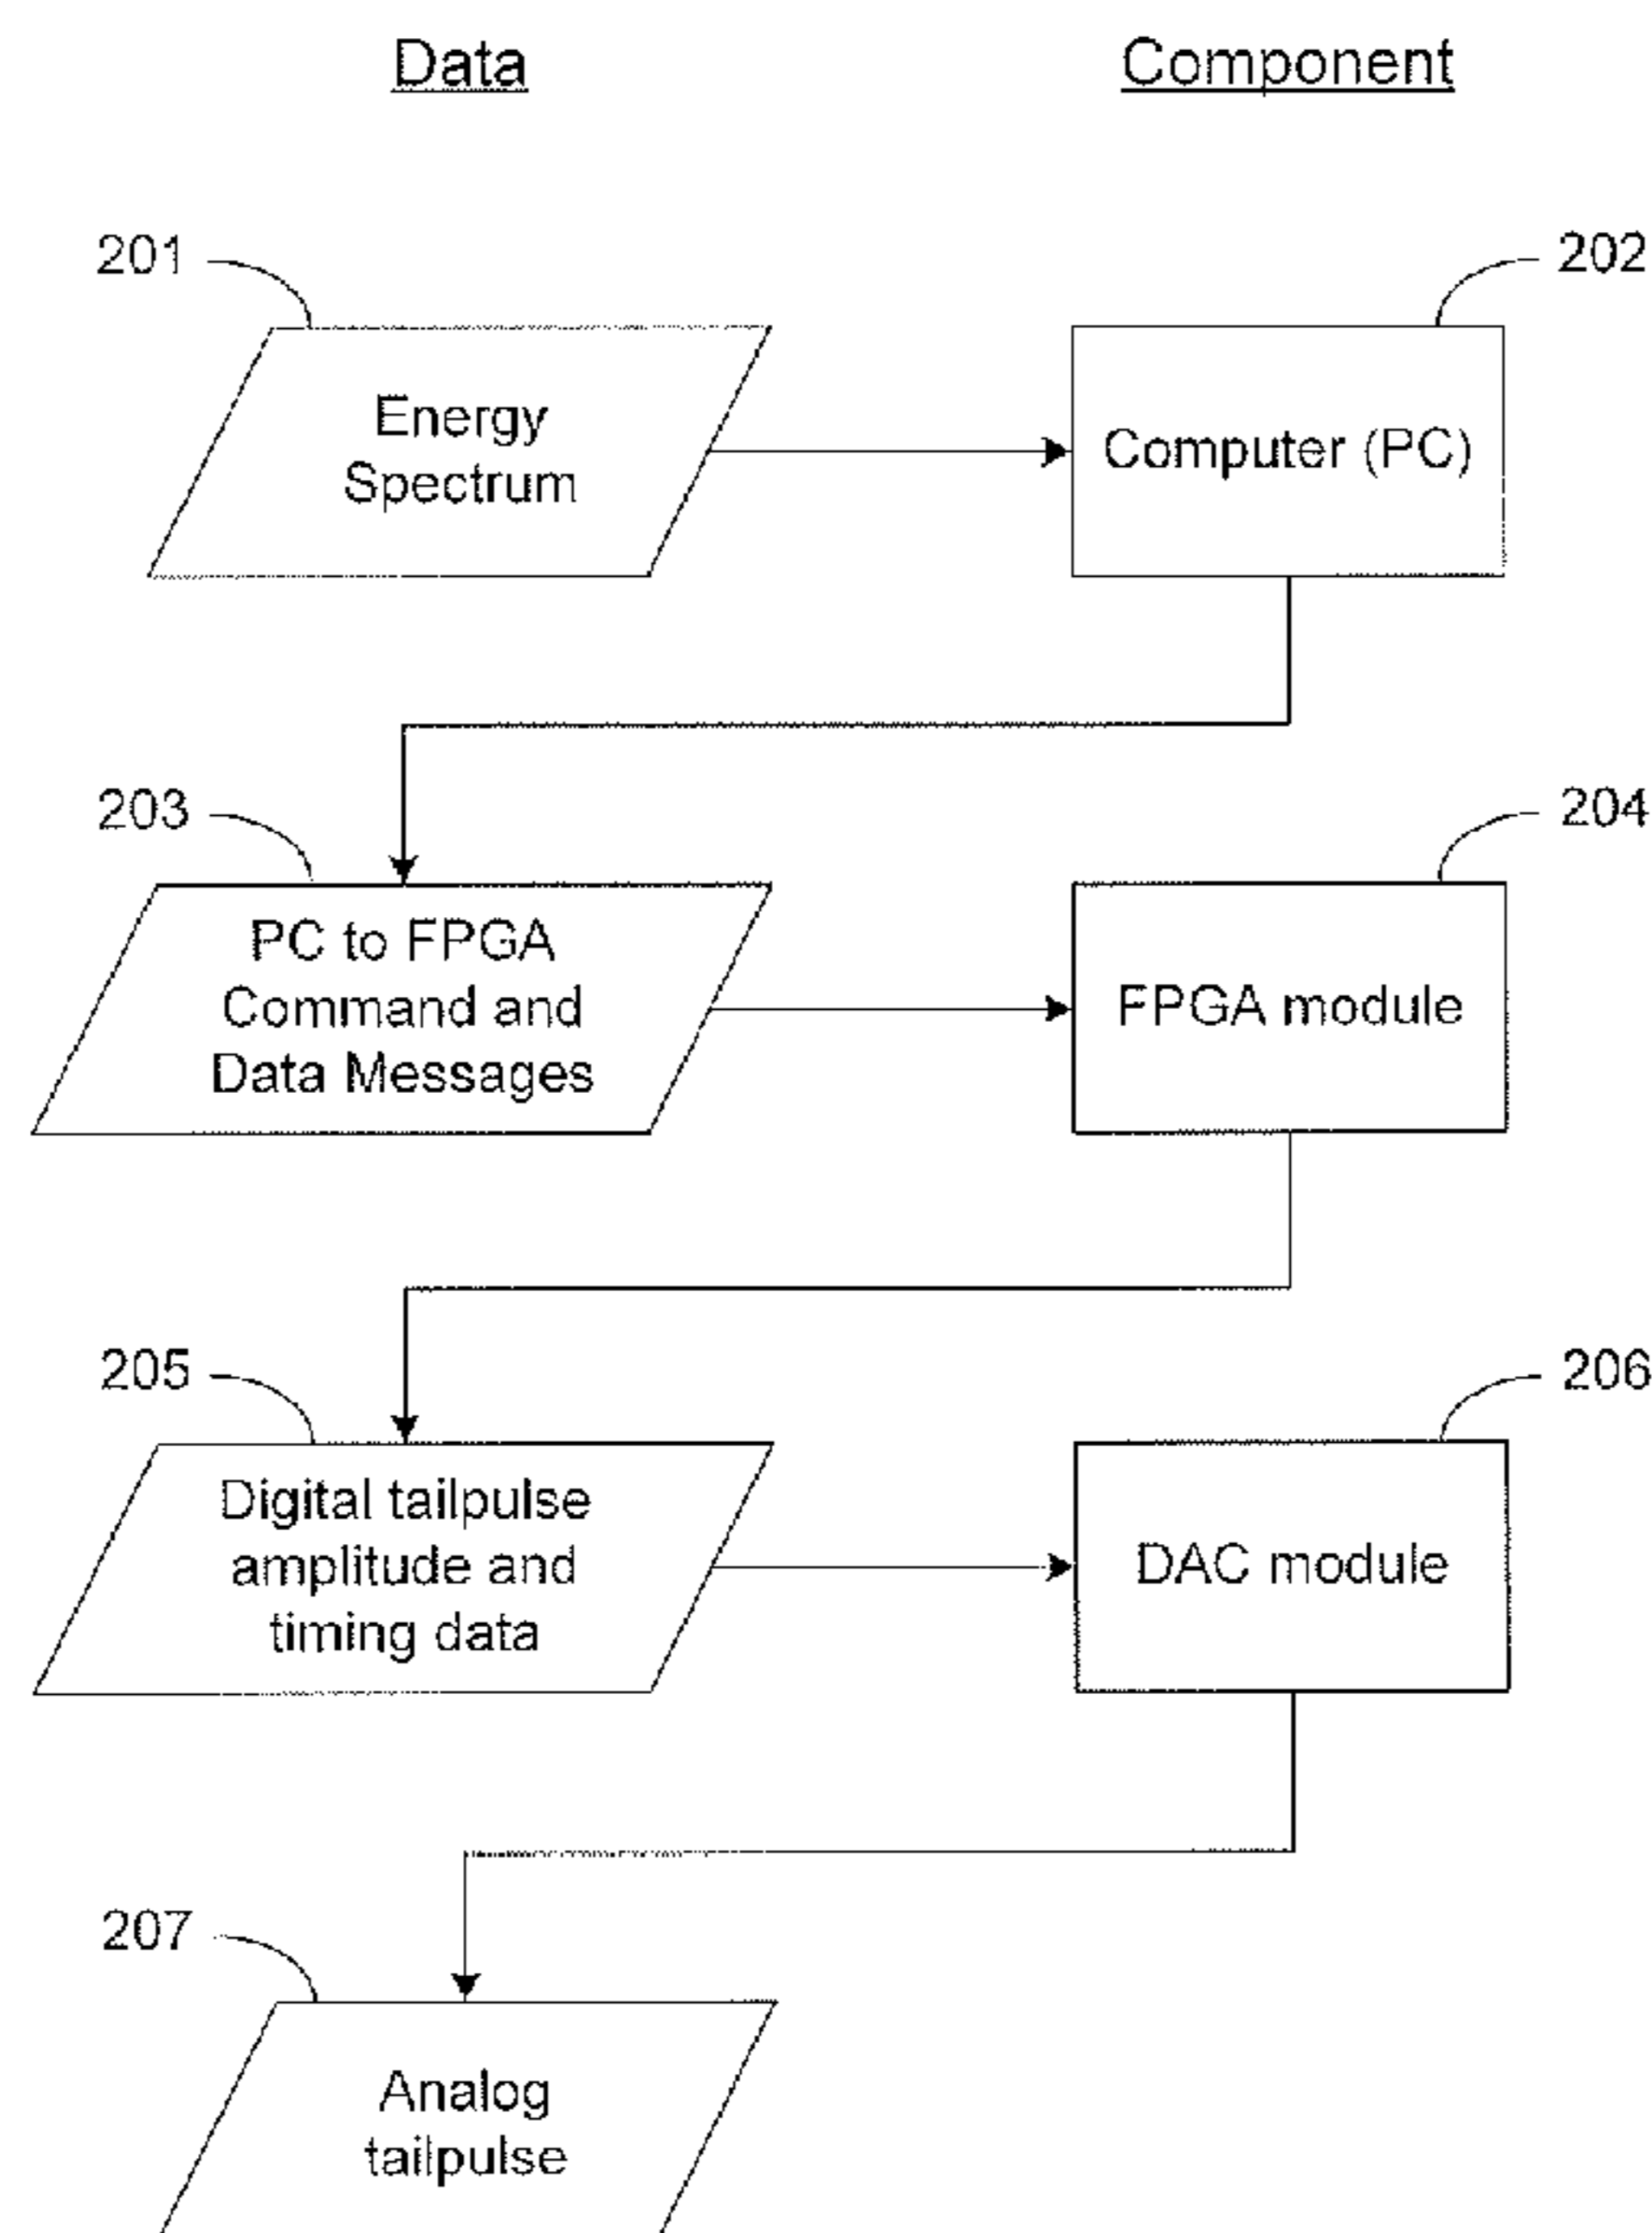 Data
Component
201
202
Energy
Spectrum
Computer (PC)
203
204
PC to FPGA
Command and
Data Messages
FPGA module
205
206
Digital tailpulse
amplitude and
timing data
DAC module
207
Analog
tailpulse